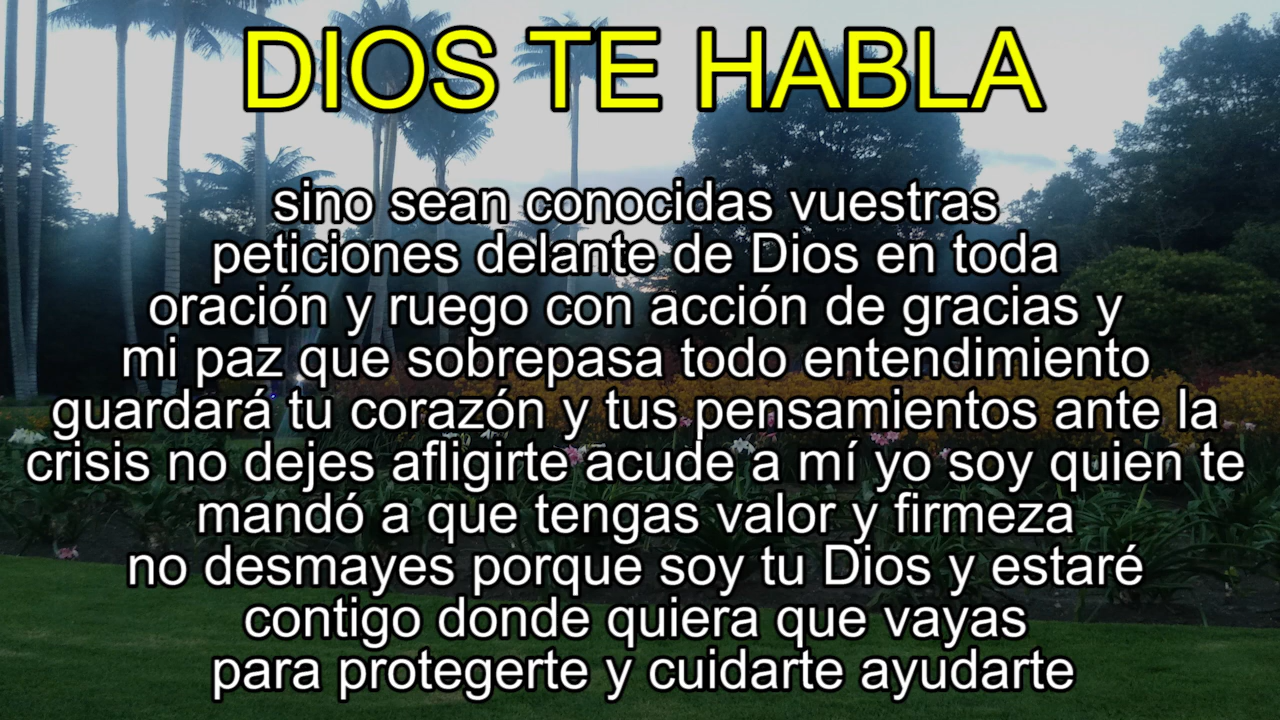 DIOS TE HABLA
sino sean conocidas vuestras
peticiones delante de Dios en toda
oración y ruego con acción de gracias y
mi paz que sobrepasa todo entendimiento
guardará tu corazón y tus pensamientos ante la
crisis no dejes afligirte acude a mí yo soy quien te
mandó a que tengas valor y firmeza
no desmayes porque soy tu Dios y estaré
contigo donde quiera que vayas
para protegerte y cuidarte ayudarte